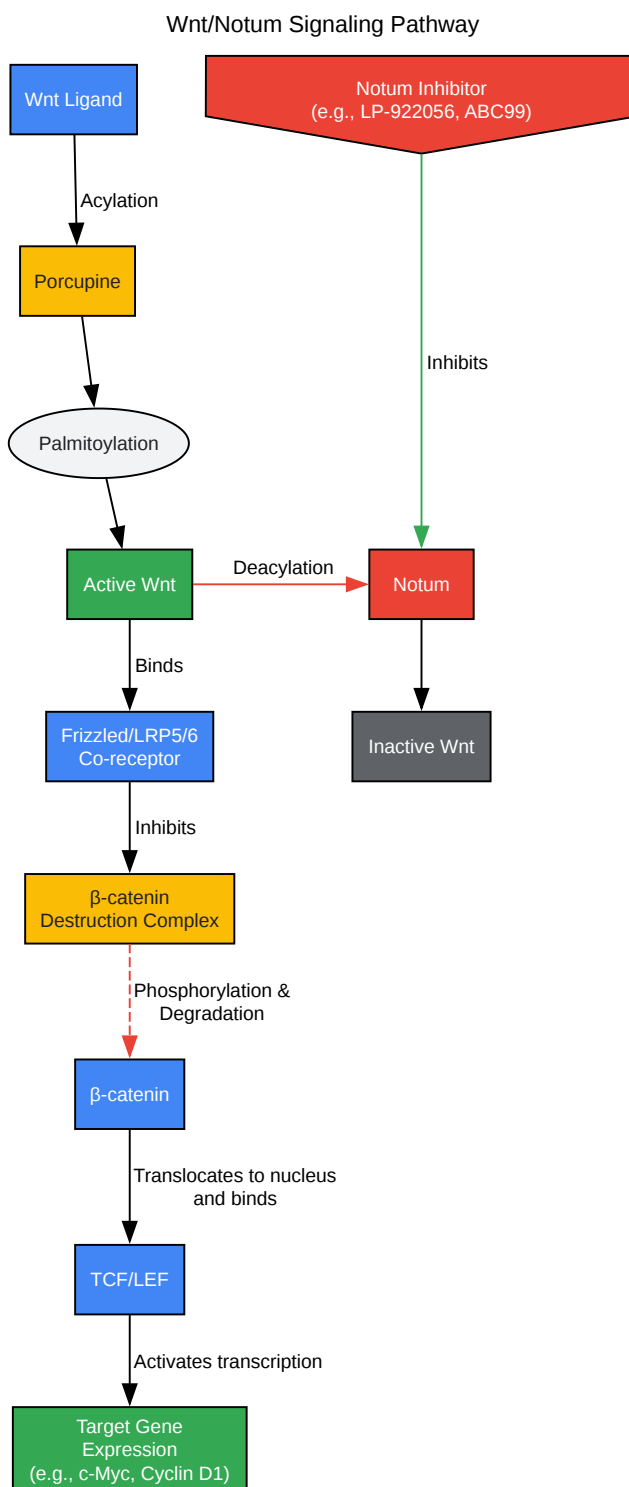 Wnt/Notum Signaling Pathway
Wnt Ligand
Notum Inhibitor
(e.g., LP-922056, ABC99)
Acylation
Porcupine
Inhibits
Palmitoylation
Active Wnt
Deacylation
Notum
Binds
Frizzled/LRP5/6
Co-receptor
Inactive Wnt
Inhibits
β-catenin
Destruction Complex
Phosphorylation &
Degradation
β-catenin
Translocates to nucleus
and binds
TCF/LEF
Activates transcription
Target Gene
Expression
(e.g., c-Myc, Cyclin D1)